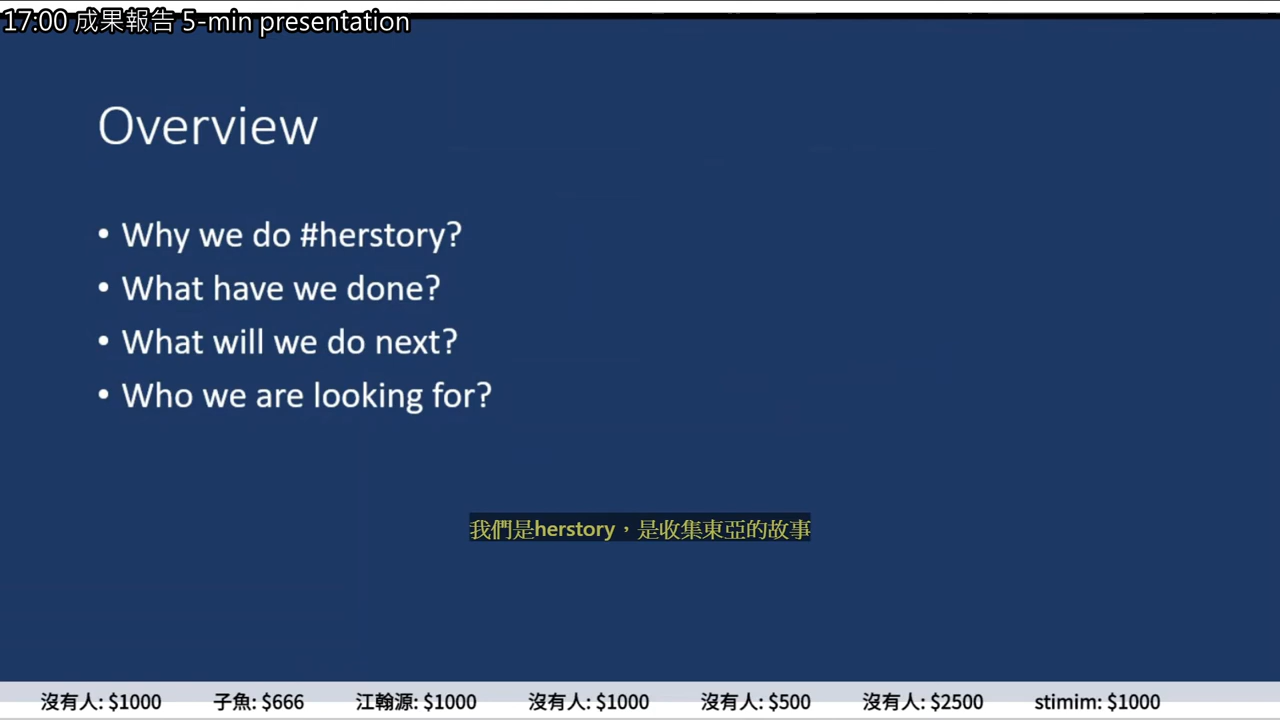 17:00 成果報告 5-min presentation
Overview
• Why we do #herstory?
• What have we done?
• What will we do next?
• Who we are looking for?
我們是herstory，是收集東亞的故事
沒有人: $1000 子魚: $666 江翰源: $1000 沒有人: $1000 沒有人: $500 沒有人: $2500 stimim: $1000